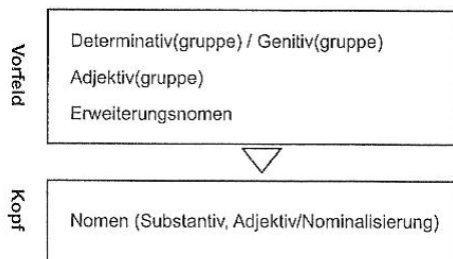 Vorfeld
Determinativ(gruppe) / Genitiv(gruppe)
Adjektiv(gruppe)
Erweiterungsnomen
Kopf
Nomen (Substantiv, Adjektiv/Nominalisierung)